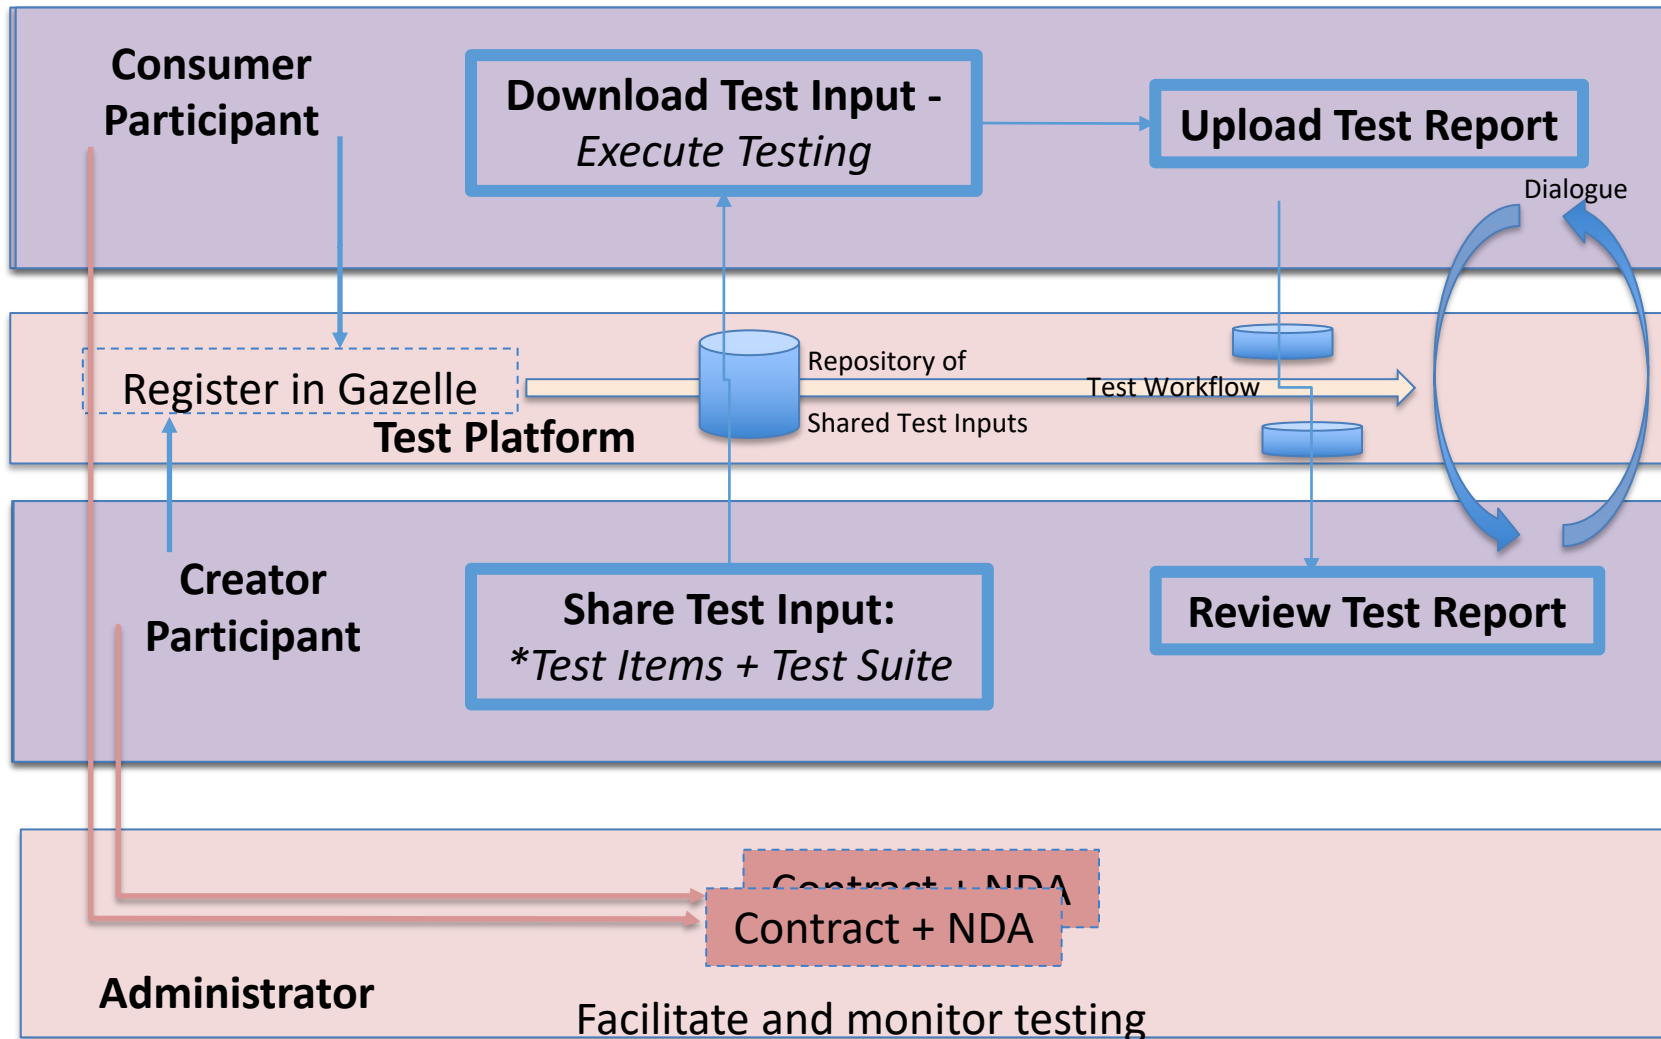 Consumer
Participant
Download Test Input -
Execute Testing
Upload Test Report
Dialogue
Register in Gazelle
Test Platform
Repository of
Shared Test Inputs
Test Workflow
Creator
Participant
Share Test Input:
*Test Items + Test Suite
Review Test Report
Contract + NDA
Contract + NDA
Administrator
Facilitate and monitor testing